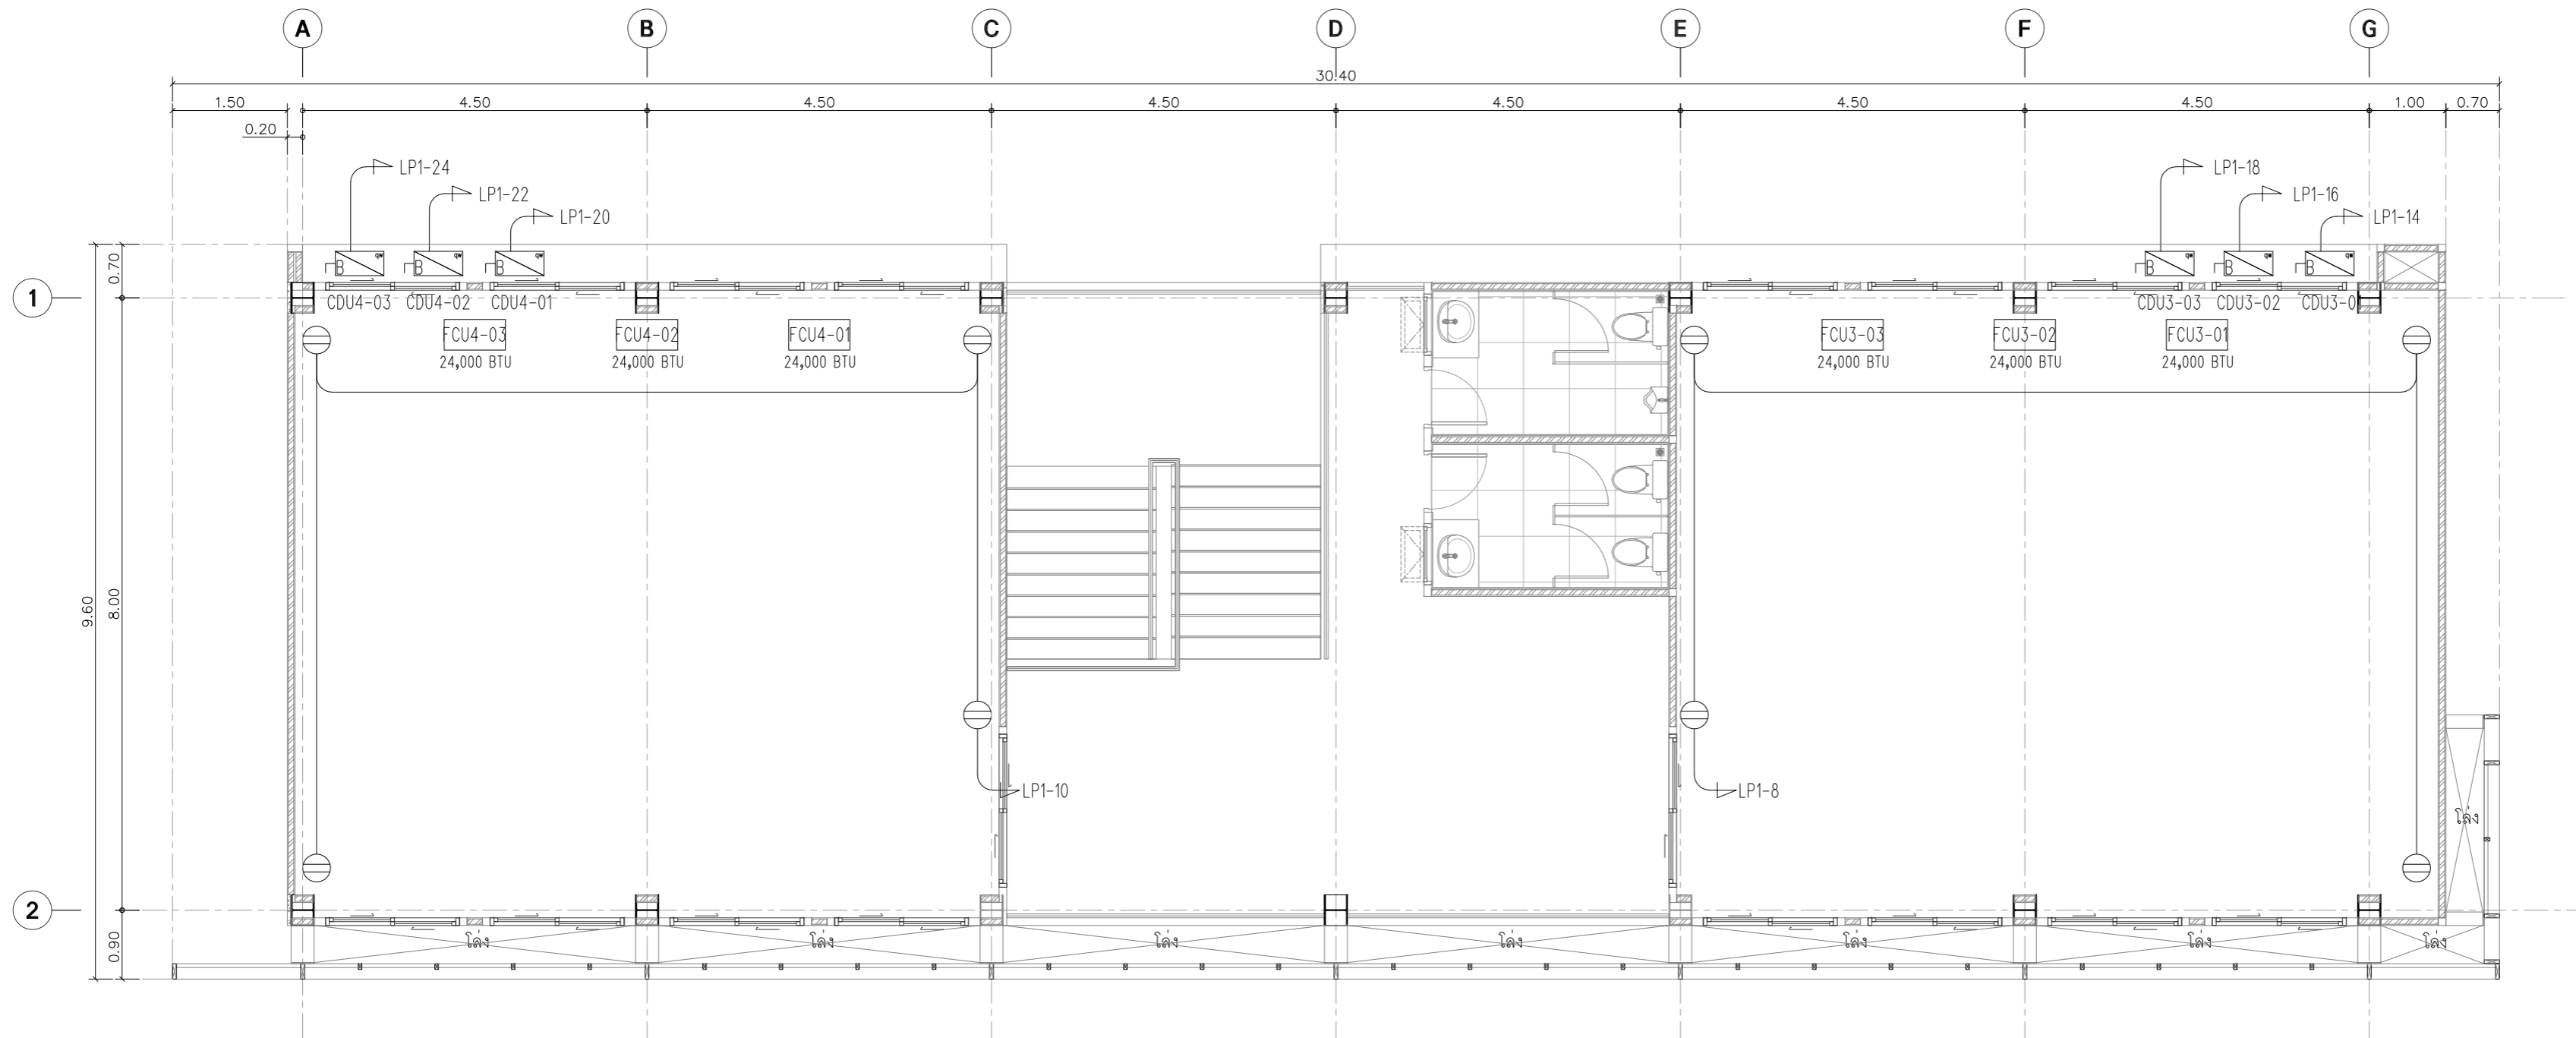 A B C D E F G
30.40
1.50 4.50 4.50 4.50 4.50 4.50 4.50 1.00 0.70
0.20
LP1-24 LP1-18
LP1-22 LP1-16
LP1-20 LP1-14
0.70
B B B B B B
1
CDU4-03 CDU4-02 CDU4-01 CDU3-03 CDU3-02
FCU4-03 FCU4-02 FCU4-01 FCU3-03 FCU3-02 FCU3-01
24,000 BTU 24,000 BTU 24,000 BTU 24,000 BTU 24,000 BTU 24,000 BTU
9.60 8.00
LP1-10 LP1-8
โล่ง
2
0.90
โล่ง โล่ง โล่ง โล่ง โล่ง โล่ง โล่ง